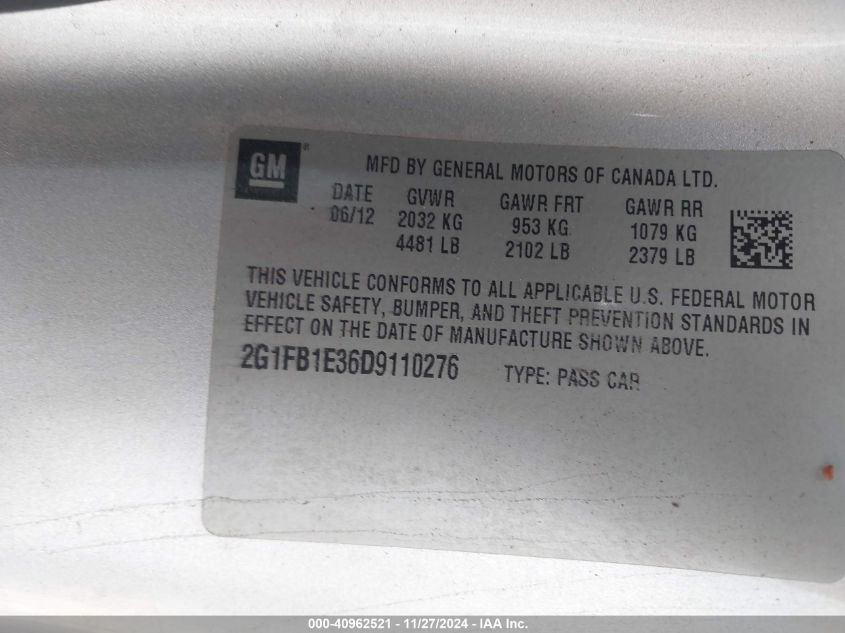 GM®
MFD BY GENERAL MOTORS OF CANADA LTD.
DATE GVWR GAWR FRT GAWR RR
06/12 2032 KG 953 KG 1079 KG
4481 LB 2102 LB 2379 LB
THIS VEHICLE CONFORMS TO ALL APPLICABLE U.S. FEDERAL MOTOR
VEHICLE SAFETY, BUMPER, AND THEFT PREVENTION STANDARDS IN
EFFECT ON THE DATE OF MANUFACTURE SHOWN ABOVE.
2G1FB1E36D9110276 TYPE: PASS CAR
000-40962521 - 11/27/2024 - IAA Inc.